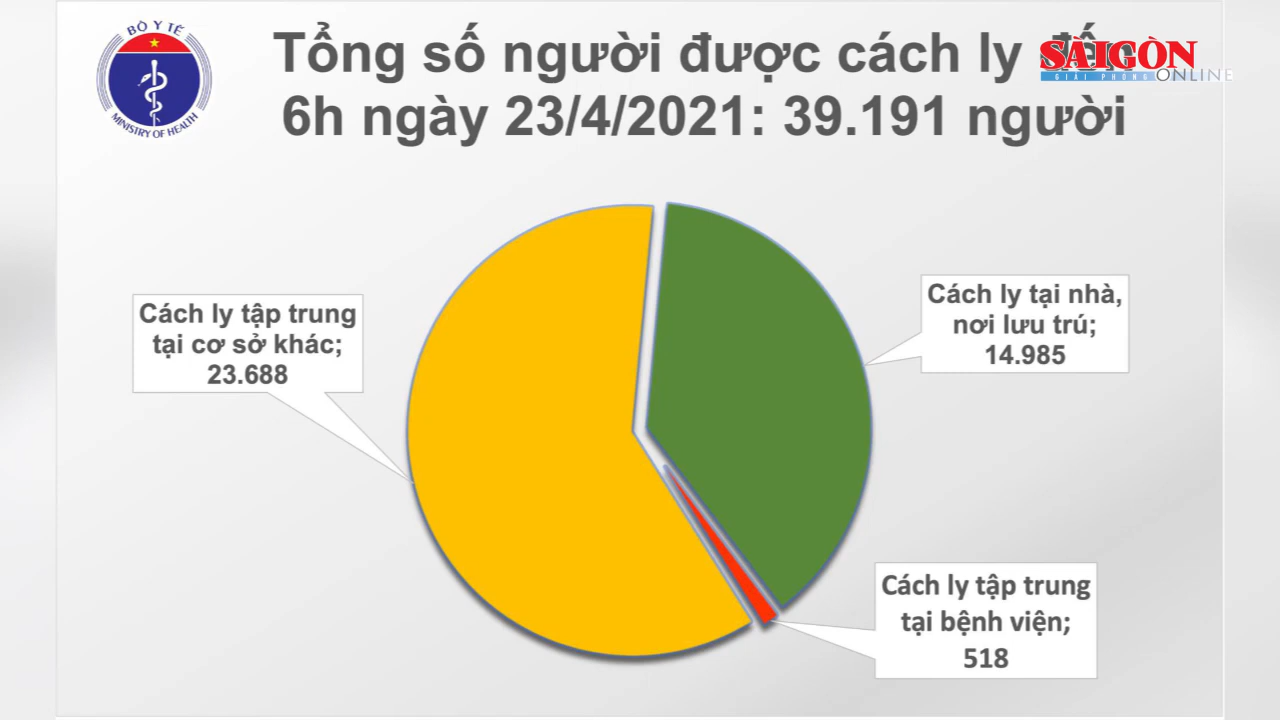 BỘ Y TẾ
MINISTRY OF HEALTH
Tổng số người được cách ly
6h ngày 23/4/2021: 39.191 người
SÀIGÒN
GIẢI PHÓNG ONLINE
Cách ly tập trung
tại cơ sở khác;
23.688
Cách ly tại nhà,
nơi lưu trú;
14.985
Cách ly tập trung
tại bệnh viện;
518